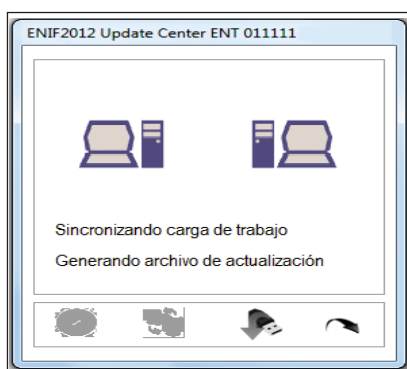 ENIF2012 Update Center ENT 011111
Sincronizando carga de trabajo
Generando archivo de actualización